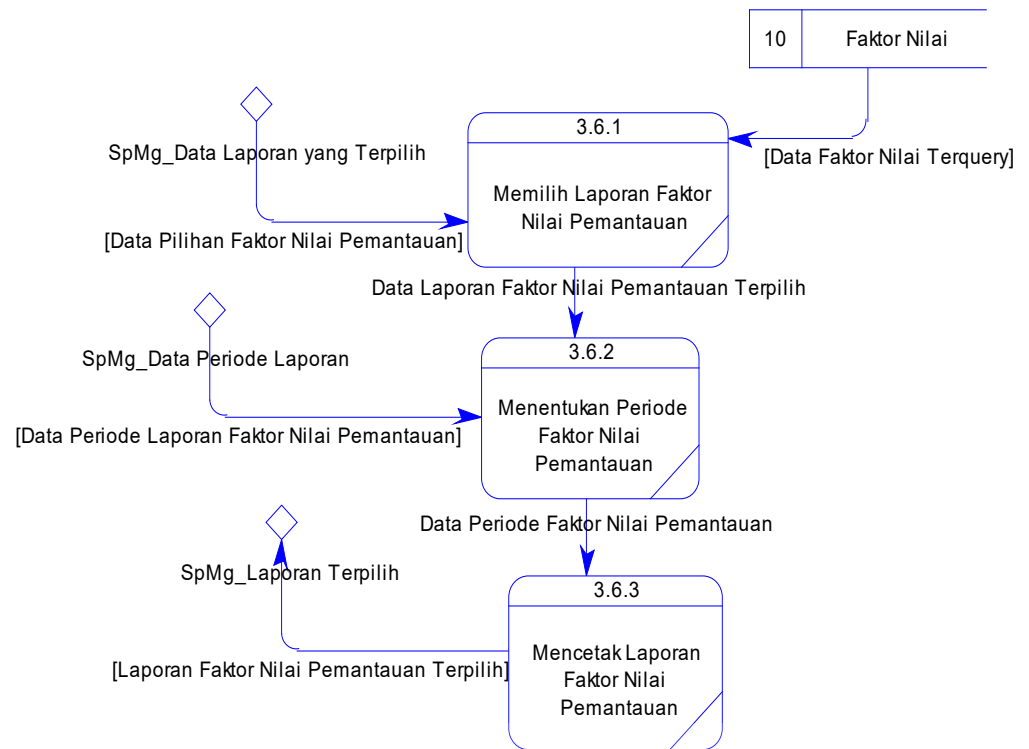 10
Faktor Nilai
SpMg_Data Laporan yang Terpilih
3.6.1
[Data Faktor Nilai Terquery]
Memilih Laporan Faktor
Nilai Pemantauan
[Data Pilihan Faktor Nilai Pemantauan]
Data Laporan Faktor Nilai Pemantauan Terpilih
SpMg_Data Periode Laporan
3.6.2
Menentukan Periode
Faktor Nilai
Pemantauan
[Data Periode Laporan Faktor Nilai Pemantauan]
Data Periode Faktor Nilai Pemantauan
SpMg_Laporan Terpilih
3.6.3
Mencetak Laporan
Faktor Nilai
Pemantauan
[Laporan Faktor Nilai Pemantauan Terpilih]